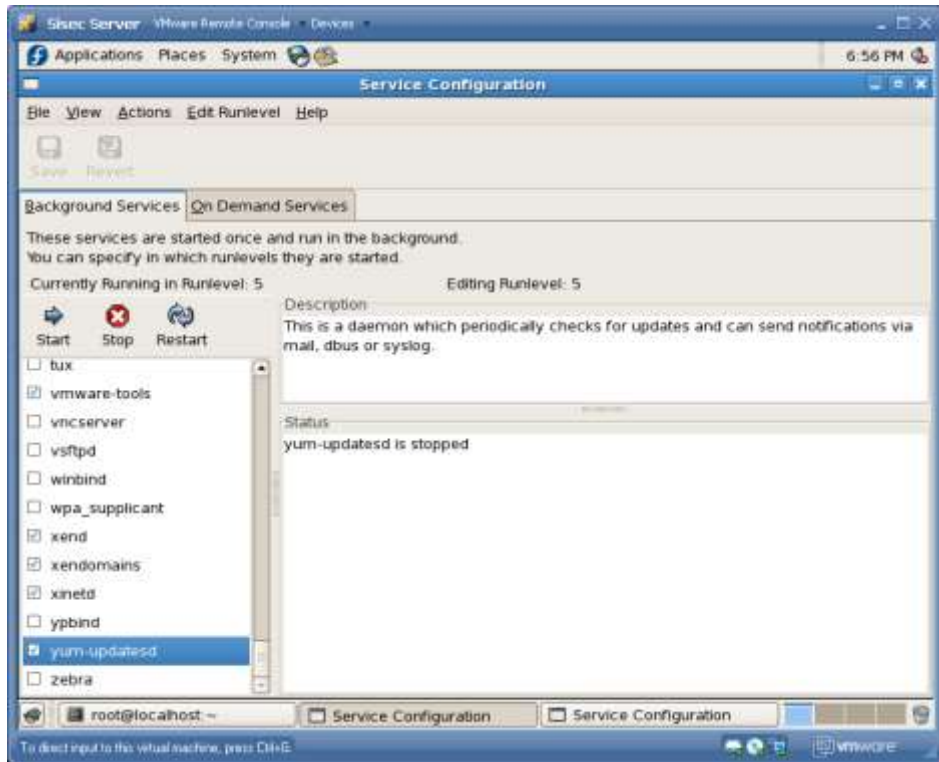 Sisec Server VMware Remote Console Devices
Applications Places System
6:56 PM
Service Configuration
File View Actions Edit Runlevel Help
Save Revert
Background Services On Demand Services
These services are started once and run in the background.
You can specify in which runlevels they are started.
Currently Running in Runlevel: 5
Editing Runlevel: 5
Start Stop Restart
tux
vmware-tools
vncserver
vsftpd
winbind
wpa_supplicant
xend
xendomains
xinetd
ypbind
yum-updatesd
zebra
Description
This is a daemon which periodically checks for updates and can send notifications via
mail, dbus or syslog.
Status
yum-updatesd is stopped
root@localhost:~
Service Configuration
Service Configuration
To direct input to this virtual machine, press Ctrl+G.
vmware